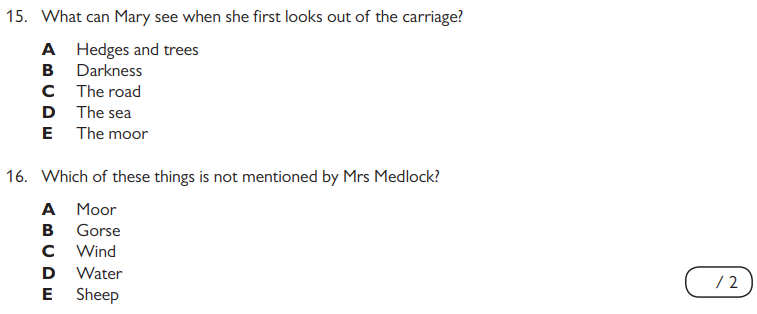 15. What can Mary see when she first looks out of the carriage?
A Hedges and trees
B Darkness
C The road
D The sea
E The moor
16. Which of these things is not mentioned by Mrs Medlock?
A Moor
B Gorse
C Wind
D Water
E Sheep
/ 2